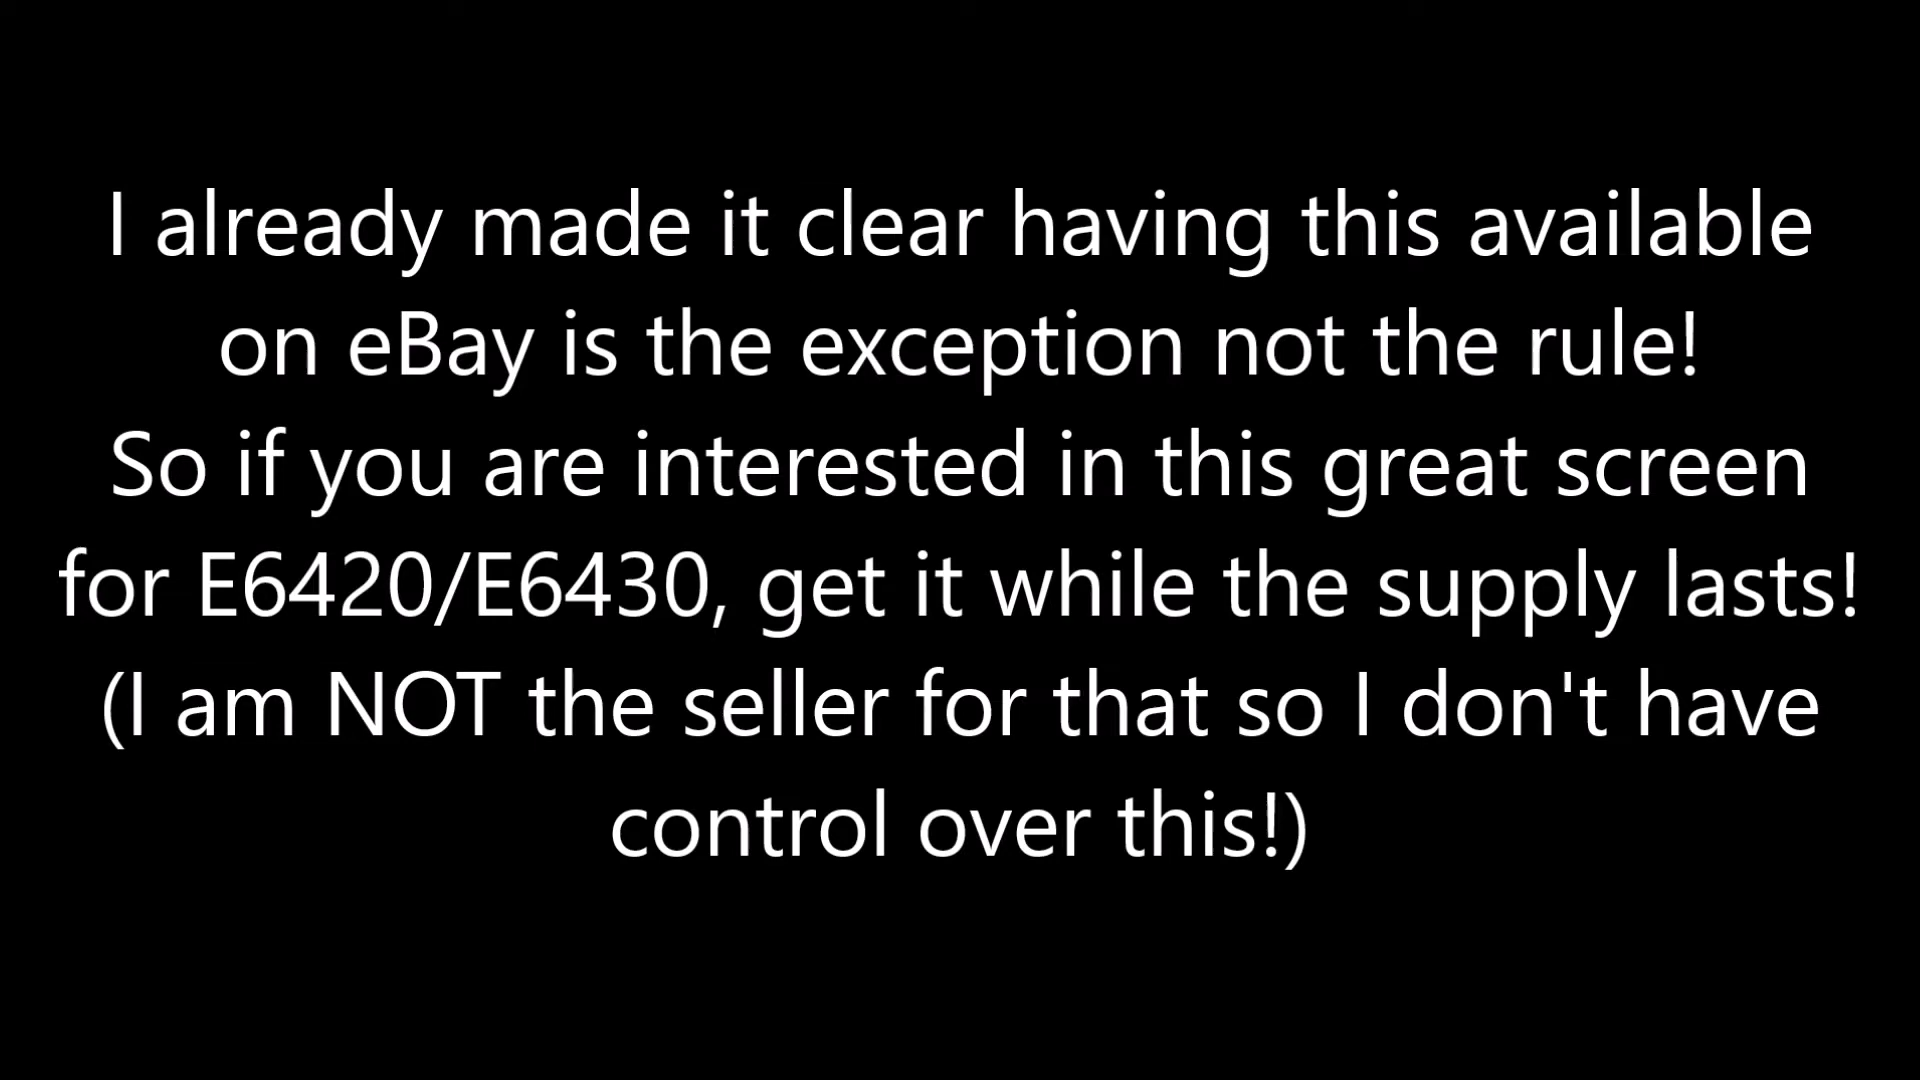 I already made it clear having this available
on eBay is the exception not the rule!
So if you are interested in this great screen
for E6420/E6430, get it while the supply lasts!
(I am NOT the seller for that so I don't have
control over this!)